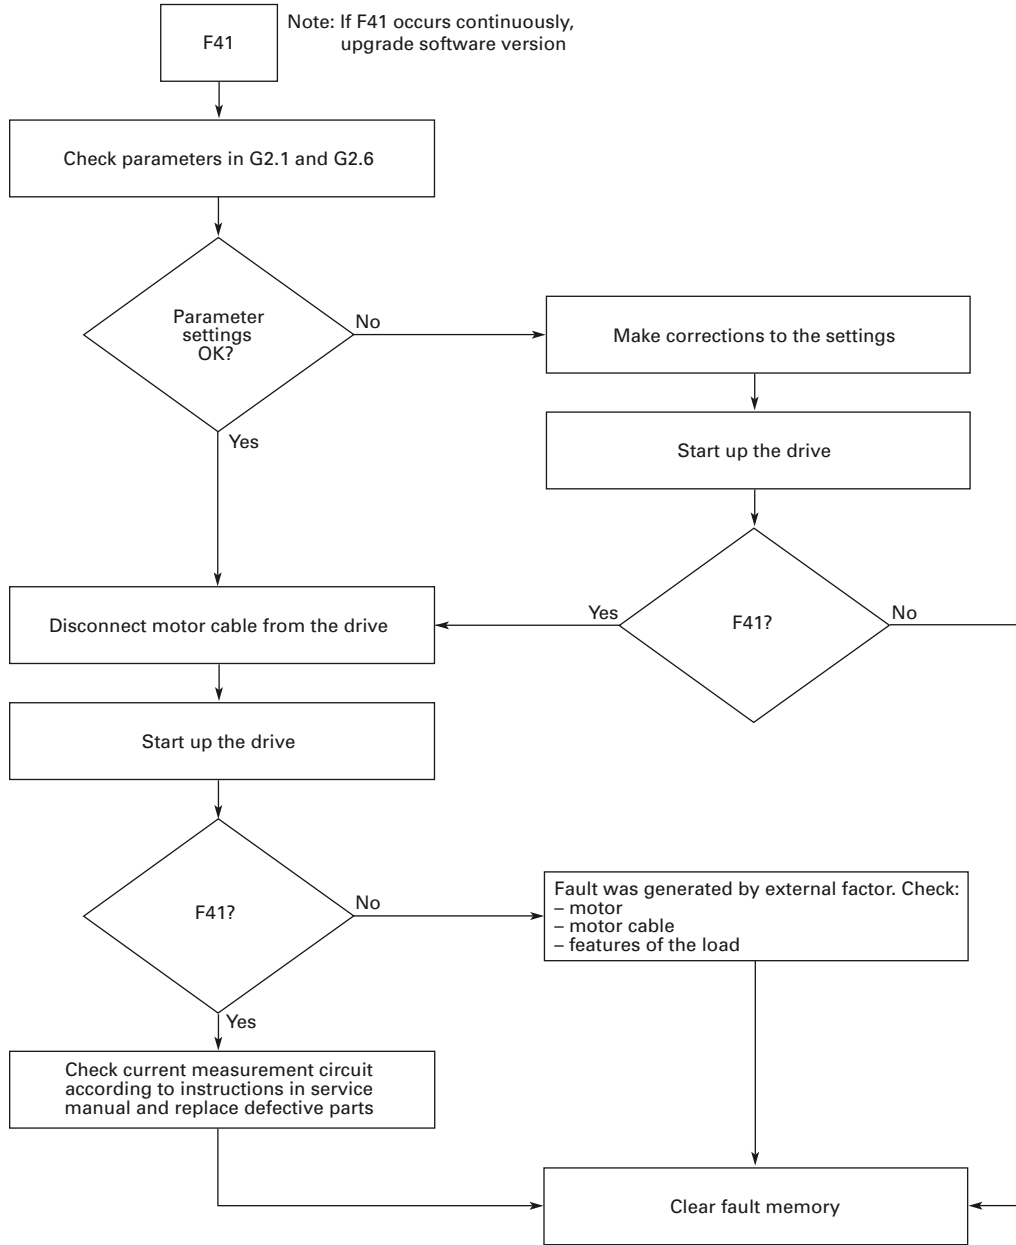 F41
Note: If F41 occurs continuously,
upgrade software version
Check parameters in G2.1 and G2.6
Parameter
settings
OK?
No
Make corrections to the settings
Yes
Start up the drive
Disconnect motor cable from the drive
Yes
F41?
No
Start up the drive
F41?
No
Fault was generated by external factor. Check:
– motor
– motor cable
– features of the load
Yes
Check current measurement circuit
according to instructions in service
manual and replace defective parts
Clear fault memory